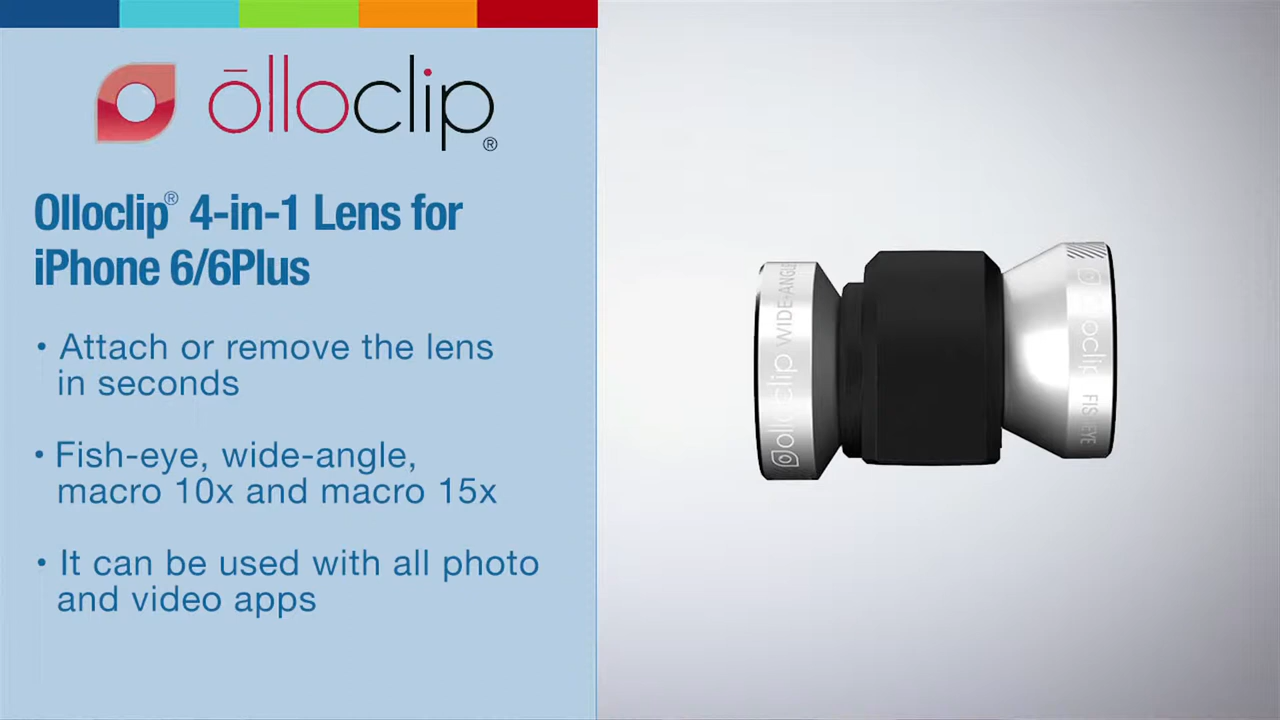 ōlloclip®
Olloclip® 4-in-1 Lens for
iPhone 6/6Plus
• Attach or remove the lens
in seconds
• Fish-eye, wide-angle,
macro 10x and macro 15x
• It can be used with all photo
and video apps
olloclip WIDE-ANGLE
oclip FISHEYE